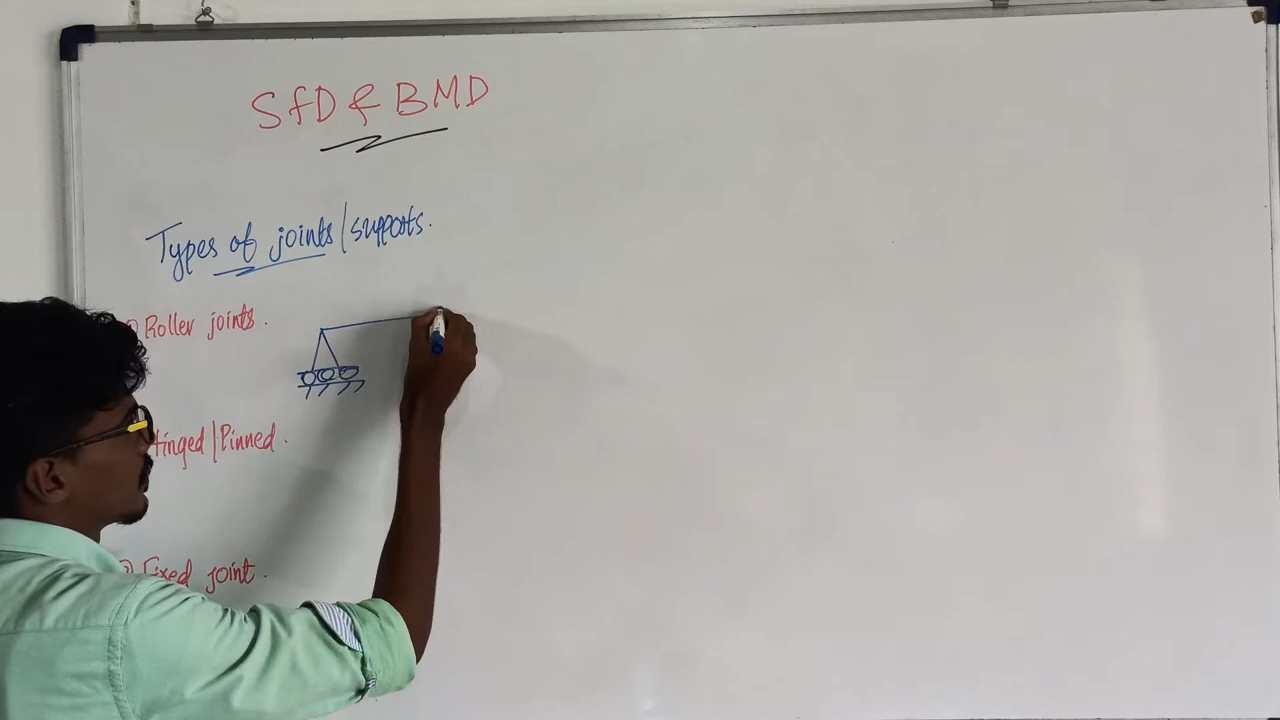 SfD & BMD
Types of joints/supports.
Roller joints.
Hinged/Pinned.
Fixed joint.